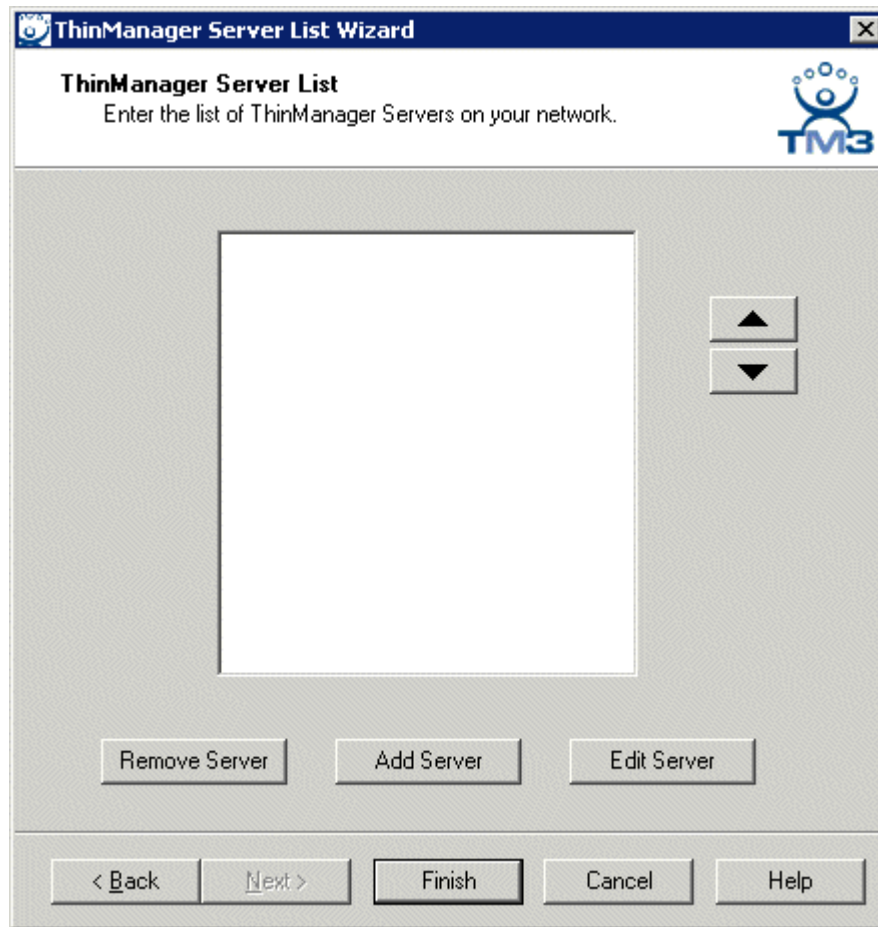 ThinManager Server List Wizard
ThinManager Server List
Enter the list of ThinManager Servers on your network.
TM3
Remove Server
Add Server
Edit Server
< Back
Next >
Finish
Cancel
Help